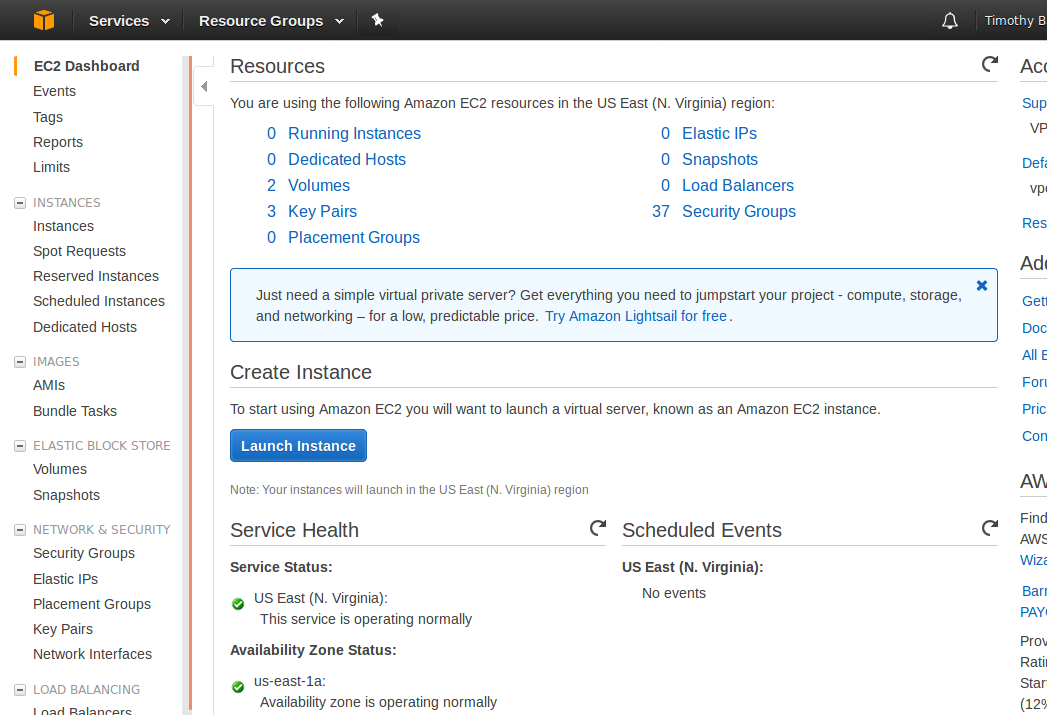 Services
Resource Groups
Timothy B
EC2 Dashboard
Events
Tags
Reports
Limits
INSTANCES
Instances
Spot Requests
Reserved Instances
Scheduled Instances
Dedicated Hosts
IMAGES
AMIs
Bundle Tasks
ELASTIC BLOCK STORE
Volumes
Snapshots
NETWORK & SECURITY
Security Groups
Elastic IPs
Placement Groups
Key Pairs
Network Interfaces
LOAD BALANCING
Load Balancers
Resources
You are using the following Amazon EC2 resources in the US East (N. Virginia) region:
0 Running Instances
0 Elastic IPs
0 Dedicated Hosts
0 Snapshots
2 Volumes
0 Load Balancers
3 Key Pairs
37 Security Groups
0 Placement Groups
Just need a simple virtual private server? Get everything you need to jumpstart your project - compute, storage,
and networking – for a low, predictable price. Try Amazon Lightsail for free.
Create Instance
To start using Amazon EC2 you will want to launch a virtual server, known as an Amazon EC2 instance.
Launch Instance
Note: Your instances will launch in the US East (N. Virginia) region
Service Health
Service Status:
US East (N. Virginia):
This service is operating normally
Availability Zone Status:
us-east-1a:
Availability zone is operating normally
Scheduled Events
US East (N. Virginia):
No events
Acc
Sup
VP
Defa
vpc
Res
Add
Gett
Doc
All E
Foru
Pric
Con
AW
Find
AWS
Wiza
Barr
PAYG
Prov
Ratin
Start
(12%